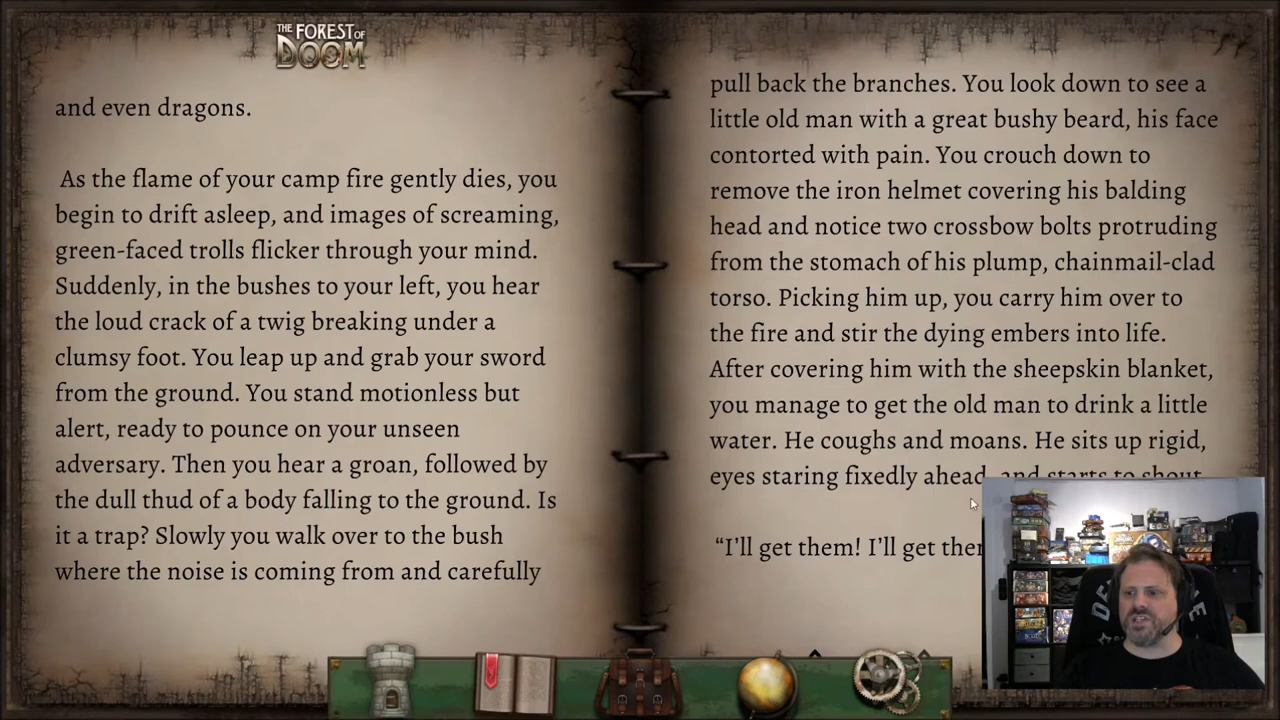 THE FOREST OF
DOOM
and even dragons.
As the flame of your camp fire gently dies, you
begin to drift asleep, and images of screaming,
green-faced trolls flicker through your mind.
Suddenly, in the bushes to your left, you hear
the loud crack of a twig breaking under a
clumsy foot. You leap up and grab your sword
from the ground. You stand motionless but
alert, ready to pounce on your unseen
adversary. Then you hear a groan, followed by
the dull thud of a body falling to the ground. Is
it a trap? Slowly you walk over to the bush
where the noise is coming from and carefully
pull back the branches. You look down to see a
little old man with a great bushy beard, his face
contorted with pain. You crouch down to
remove the iron helmet covering his balding
head and notice two crossbow bolts protruding
from the stomach of his plump, chainmail-clad
torso. Picking him up, you carry him over to
the fire and stir the dying embers into life.
After covering him with the sheepskin blanket,
you manage to get the old man to drink a little
water. He coughs and moans. He sits up rigid,
eyes staring fixedly ahead, and starts to shout.
“I’ll get them! I’ll get